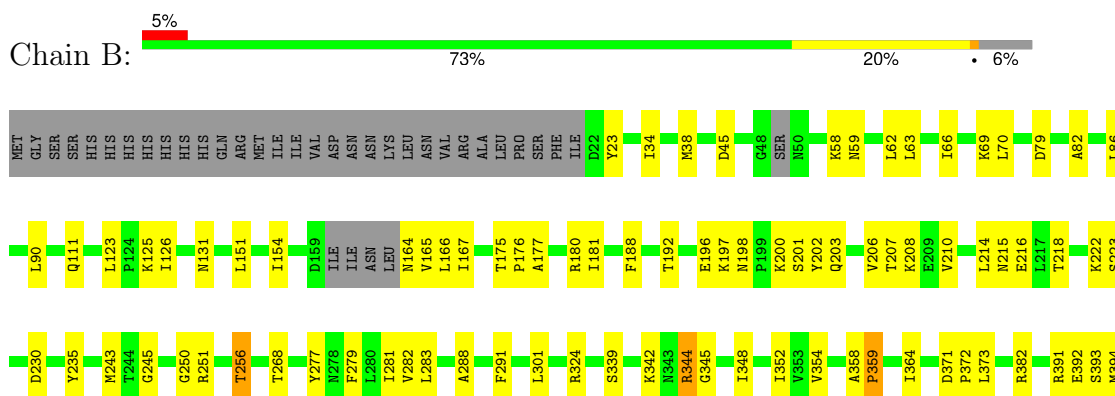 5%
Chain B:
73% 20% • 6%
MET GLY SER SER HIS HIS HIS HIS HIS HIS HIS GLN ARG MET ILE ILE VAL ASP ASN ASN LYS LEU ASN VAL ARG ALA LEU PRO SER PHE ILE D22 Y23 I34 M38 D45 G48 SER N50 K58 N59 L62 L63 I66 K69 L70 D79 A82
L90 Q111 L123 P124 K125 I126 N131 L151 I154 D159 ILE ILE ASN LEU N164 V165 L166 I167 T175 P176 A177 R180 I181 F188 T192 E196 K197 N198 P199 K200 S201 Y202 Q203 V206 T207 K208 E209 V210 L214 N215 E216 L217 T218 K222
D230 Y235 M243 T244 G245 G250 R251 T256 T268 Y277 N278 F279 L280 I281 V282 L283 A288 F291 L301 R324 S339 K342 N343 R344 G345 I348 I352 V353 V354 A358 P359 I364 D371 P372 L373 R382 R391 E392 S393 M394